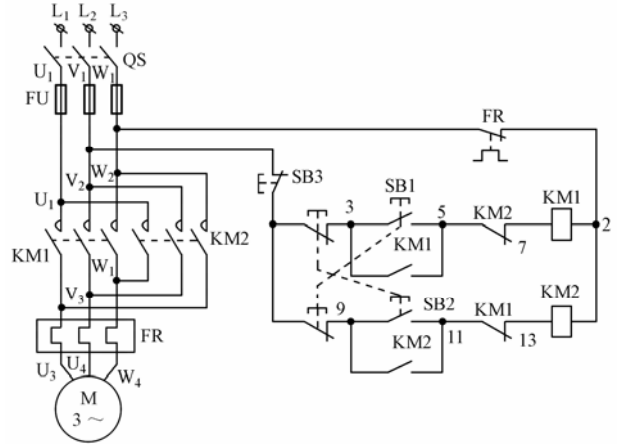 L₁ L₂ L₃
QS
U₁ V₁ W₁
FU
FR
W₂
SB3
V₂
SB1
U₁
3 5 KM2 KM1
2
KM1 W₁ KM2
KM1 7
V₃
9 SB2 KM1 KM2
FR
KM2 11 13
U₃ U₄ W₄
M
3 ~